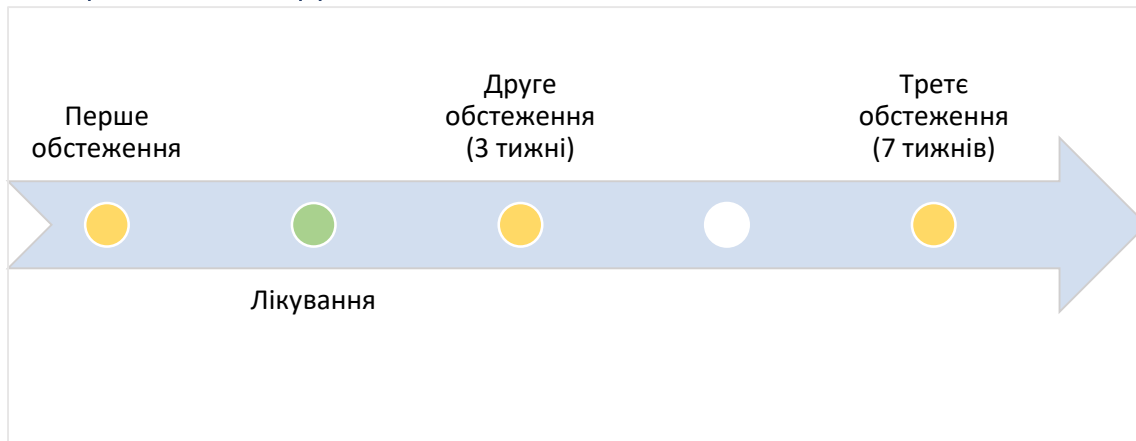 Перше
обстеження
Друге
обстеження
(3 тижні)
Третє
обстеження
(7 тижнів)
Лікування